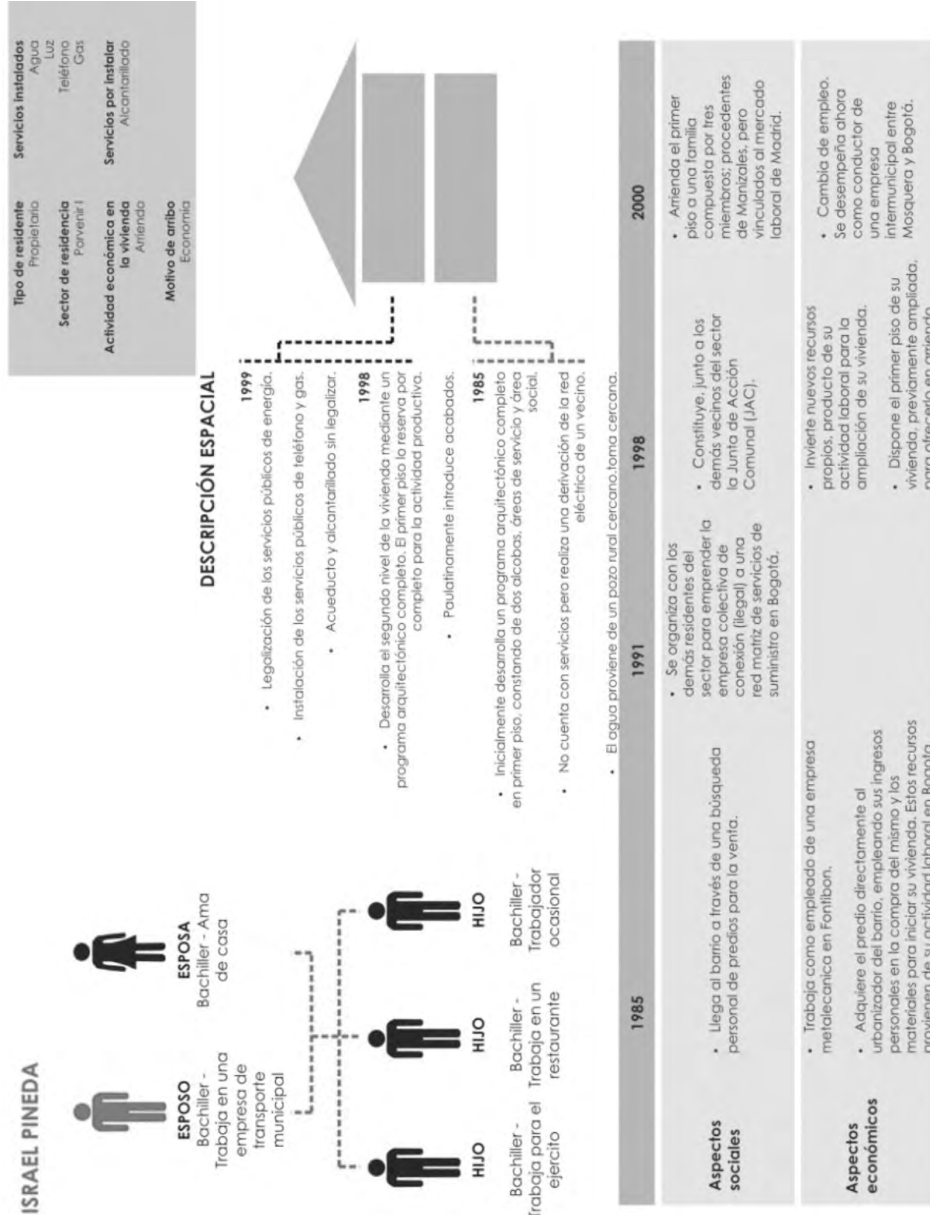 ISRAEL PINEDA
ESPOSO
Bachiller -
Trabaja en una
empresa de
transporte
municipal
ESPOSA
Bachiller - Ama
de casa
HIJO
Bachiller -
Trabaja para el
ejercito
HIJO
Bachiller -
Trabaja en un
restaurante
HIJO
Bachiller -
Trabajador
ocasional
Tipo de residente
Propietario
Sector de residencia
Porvenir I
Actividad económica en
la vivienda
Arriendo
Motivo de arribo
Economia
Servicios instalados
Agua
Luz
Teléfono
Gas
Servicios por instalar
Alcantarillado
DESCRIPCIÓN ESPACIAL
1999
• Legalización de los servicios públicos de energía.
• Instalación de los servicios públicos de teléfono y gas.
• Acueducto y alcantarillado sin legalizar.
1998
• Desarrolla el segundo nivel de la vivienda mediante un
programa arquitectónico completo. El primer piso lo reserva por
completo para la actividad productiva.
• Paulatinamente introduce acabados.
1985
• Inicialmente desarrolla un programa arquitectónico completo
en primer piso, constando de dos alcobas, áreas de servicio y área
social.
• No cuenta con servicios pero realiza una derivación de la red
eléctrica de un vecino.
• El agua proviene de un pozo rural cercano.toma cercana.
1985
1991
1998
2000
Aspectos
sociales
• Llega al barrio a través de una búsqueda
personal de predios para la venta.
• Se organiza con los
demás residentes del
sector para emprender la
empresa colectiva de
conexión (ilegal) a una
red matriz de servicios de
suministro en Bogotá.
• Constituye, junto a los
demás vecinos del sector
la Junta de Acción
Comunal (JAC).
• Arrienda el primer
piso a una familia
compuesta por tres
miembros; procedentes
de Manizales, pero
vinculados al mercado
laboral de Madrid.
Aspectos
económicos
• Trabaja como empleado de una empresa
metalecanica en Fontibon.
• Adquiere el predio directamente al
urbanizador del barrio, empleando sus ingresos
personales en la compra del mismo y los
materiales para iniciar su vivienda. Estos recursos
provienen de su actividad laboral en Bogota
• Invierte nuevos recursos
propios, producto de su
actividad laboral para la
ampliación de su vivienda.
• Dispone el primer piso de su
vivienda, previamente ampliada.
para ofrecerlo en arriendo
• Cambia de empleo.
Se desempeña ahora
como conductor de
una empresa
intermunicipal entre
Mosquera y Bogotá.